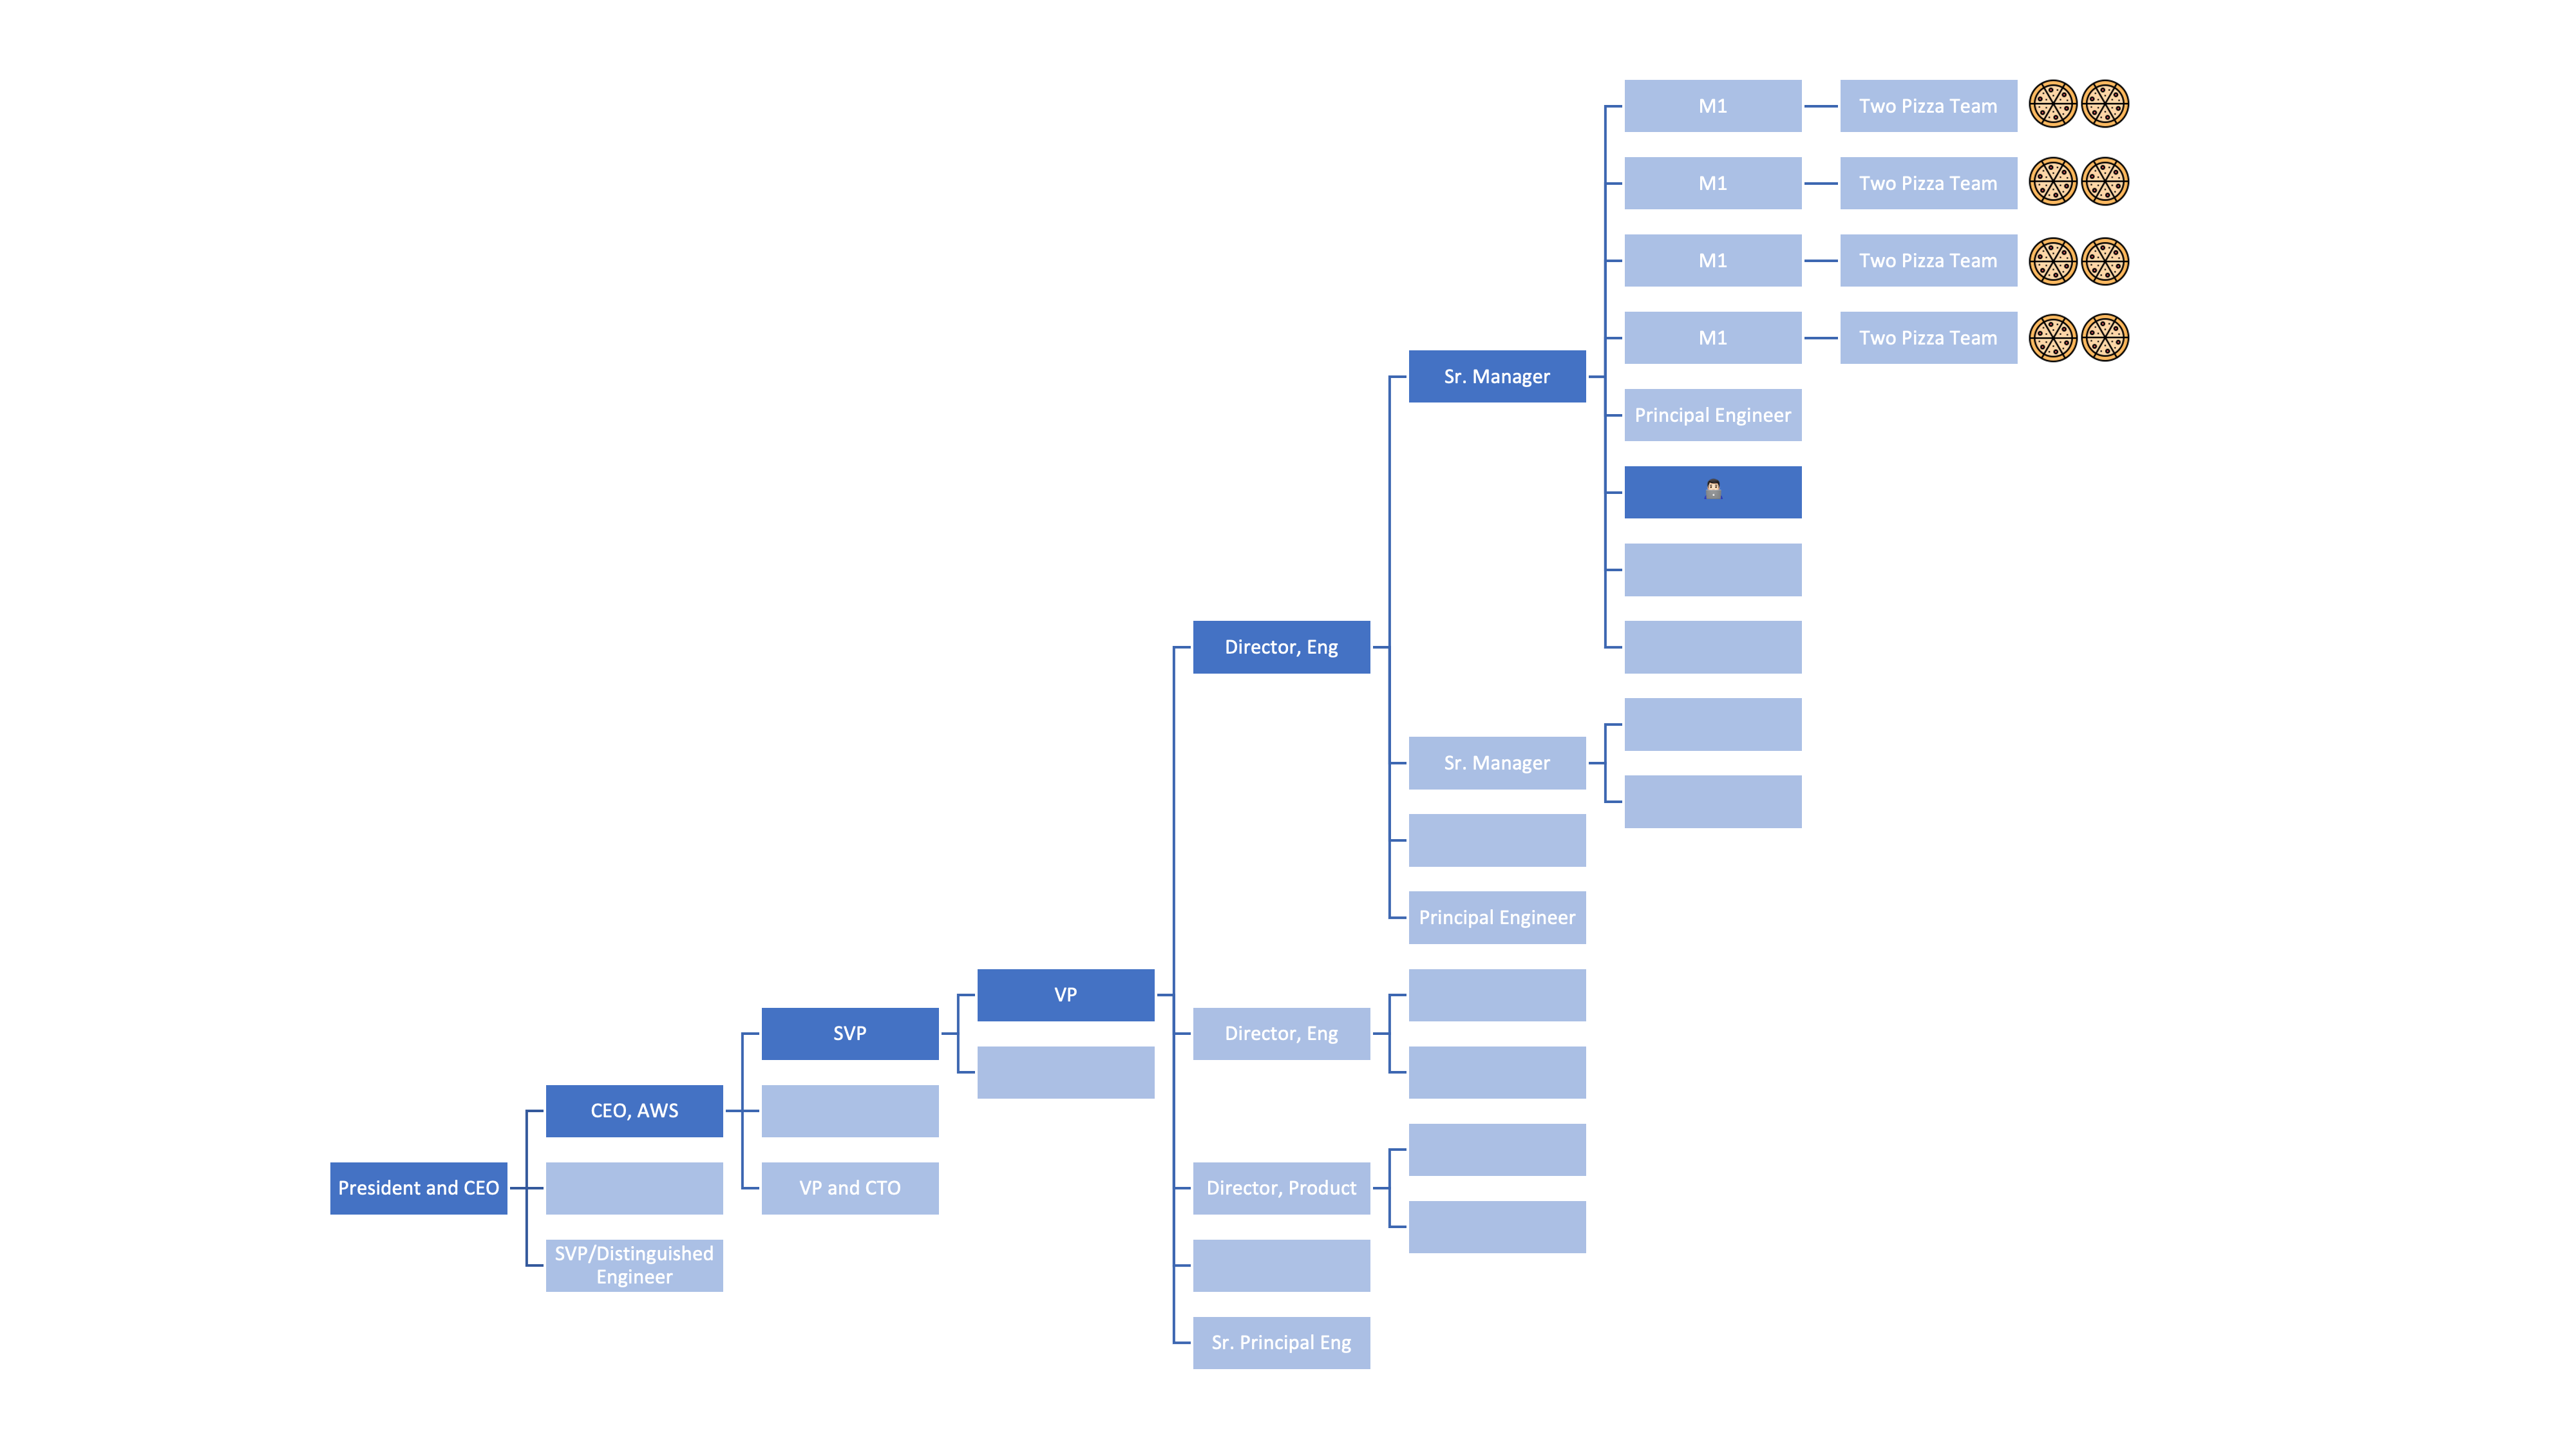 M1
Two Pizza Team
M1
Two Pizza Team
M1
Two Pizza Team
M1
Two Pizza Team
Sr. Manager
Principal Engineer
Director, Eng
Sr. Manager
Principal Engineer
VP
SVP
Director, Eng
CEO, AWS
President and CEO
VP and CTO
Director, Product
SVP/Distinguished
Engineer
Sr. Principal Eng